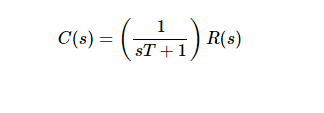 C(s) = (1/(sT + 1)) R(s)